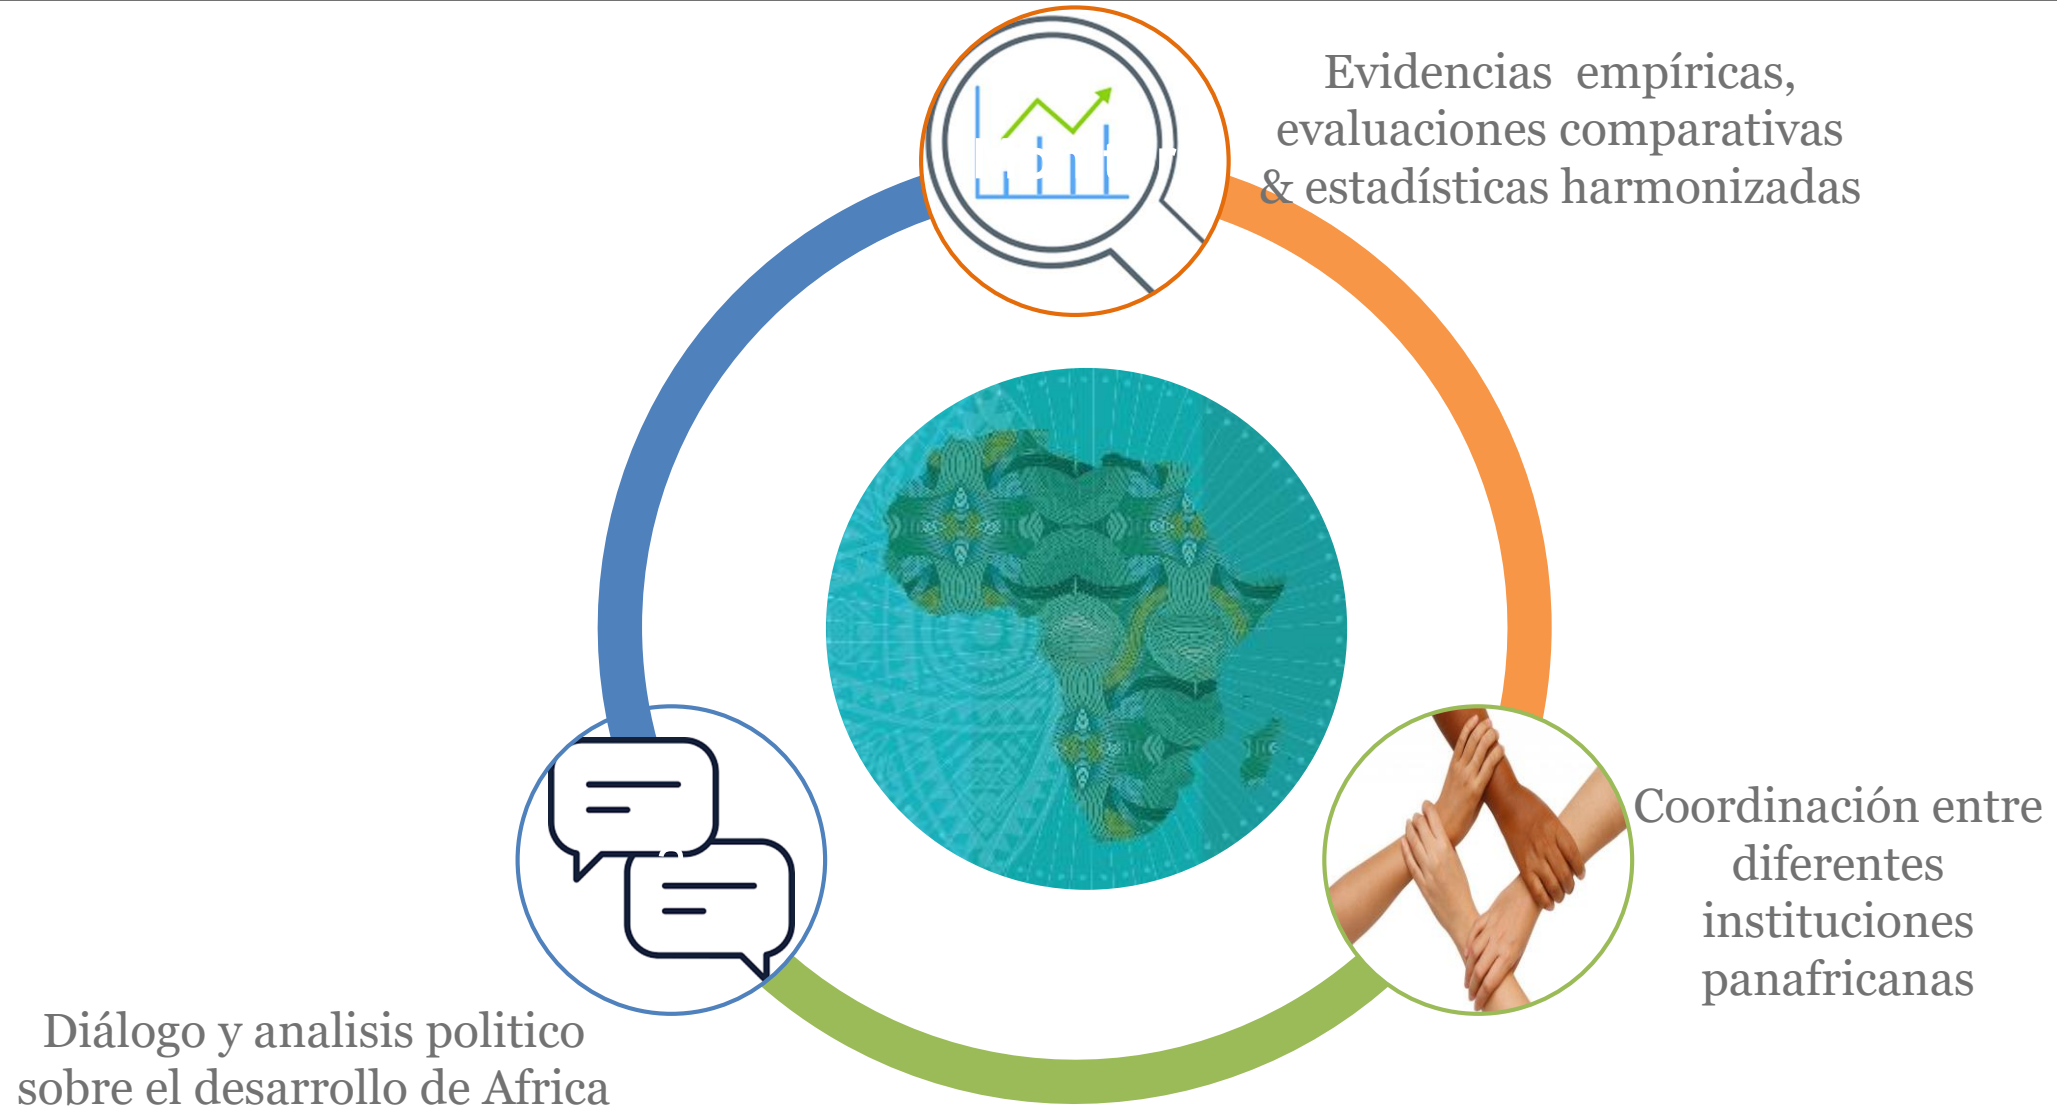 Evidencias empíricas,
evaluaciones comparativas
& estadísticas harmonizadas
Coordinación entre
diferentes
instituciones
panafricanas
Diálogo y analisis politico
sobre el desarrollo de Africa